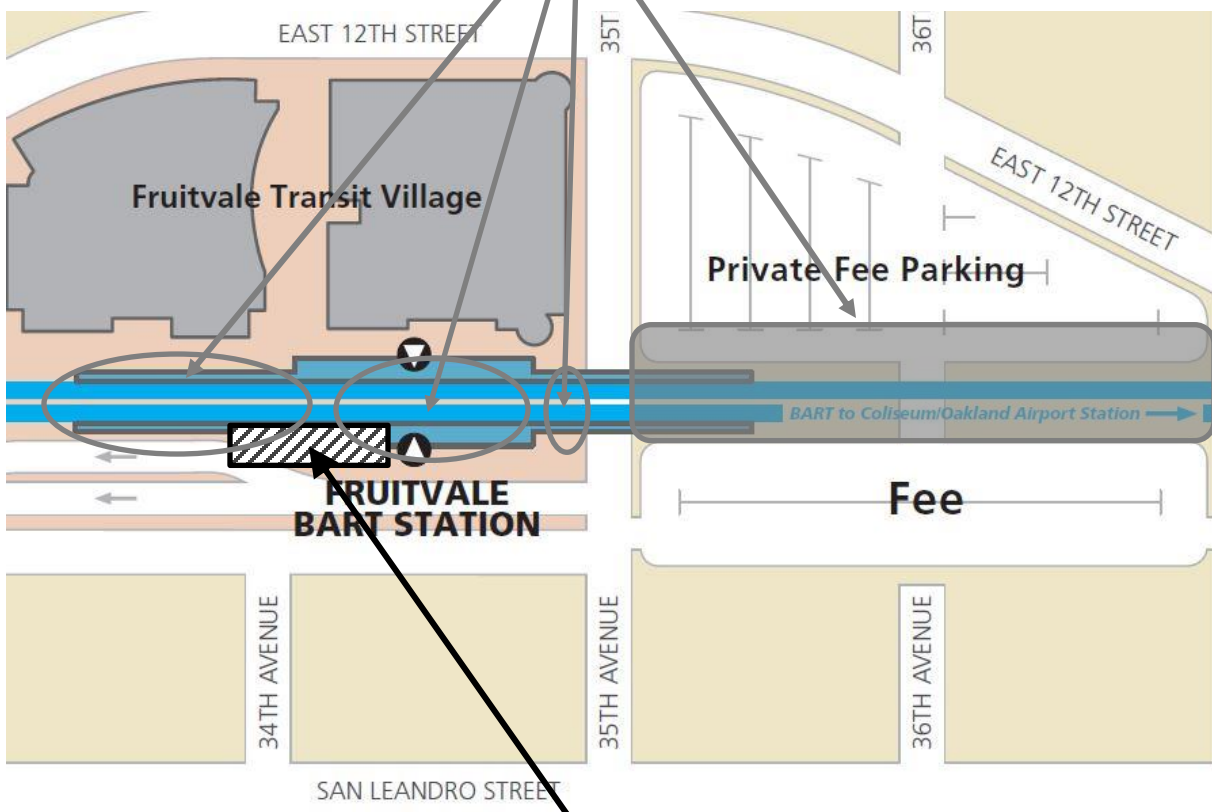 EAST 12TH STREET
35T
36T
EAST 12TH STREET
Fruitvale Transit Village
Private Fee Parking
BART to Coliseum/Oakland Airport Station
FRUITVALE
BART STATION
Fee
34TH AVENUE
35TH AVENUE
36TH AVENUE
SAN LEANDRO STREET